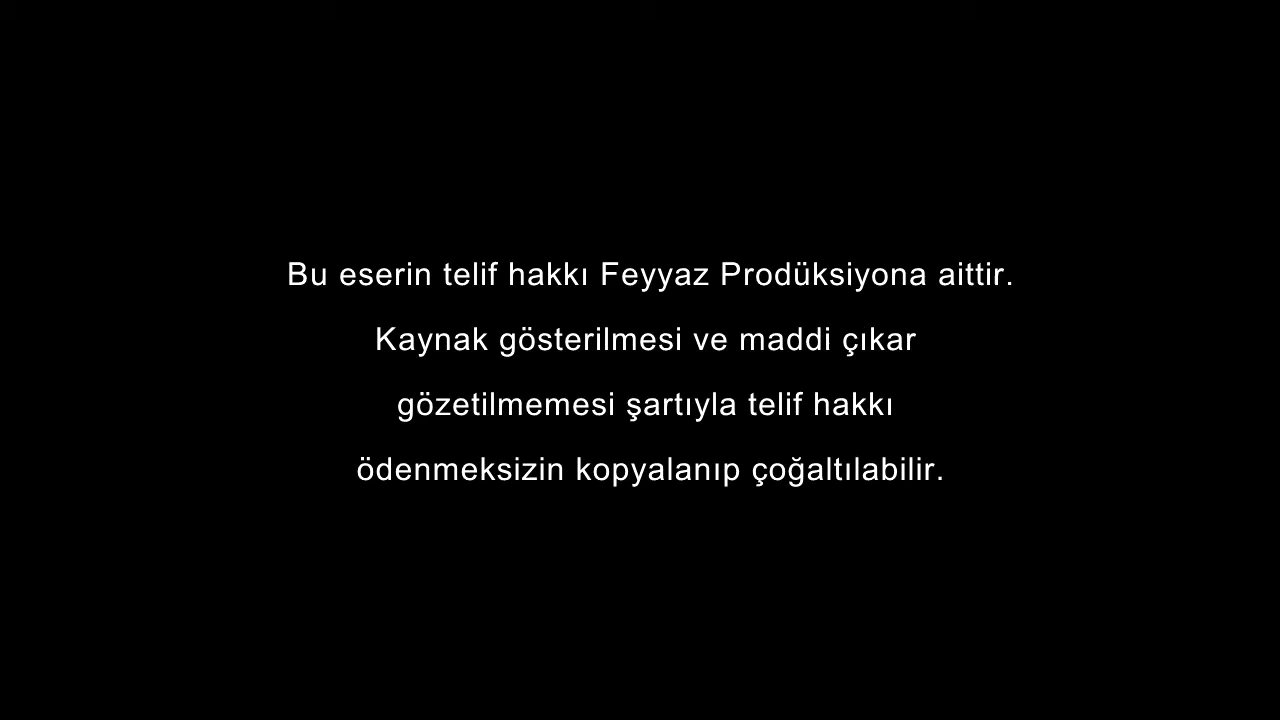 Bu eserin telif hakkı Feyyaz Prodüksiyona aittir.
Kaynak gösterilmesi ve maddi çıkar
gözetilmemesi şartıyla telif hakkı
ödenmeksizin kopyalanıp çoğaltılabilir.